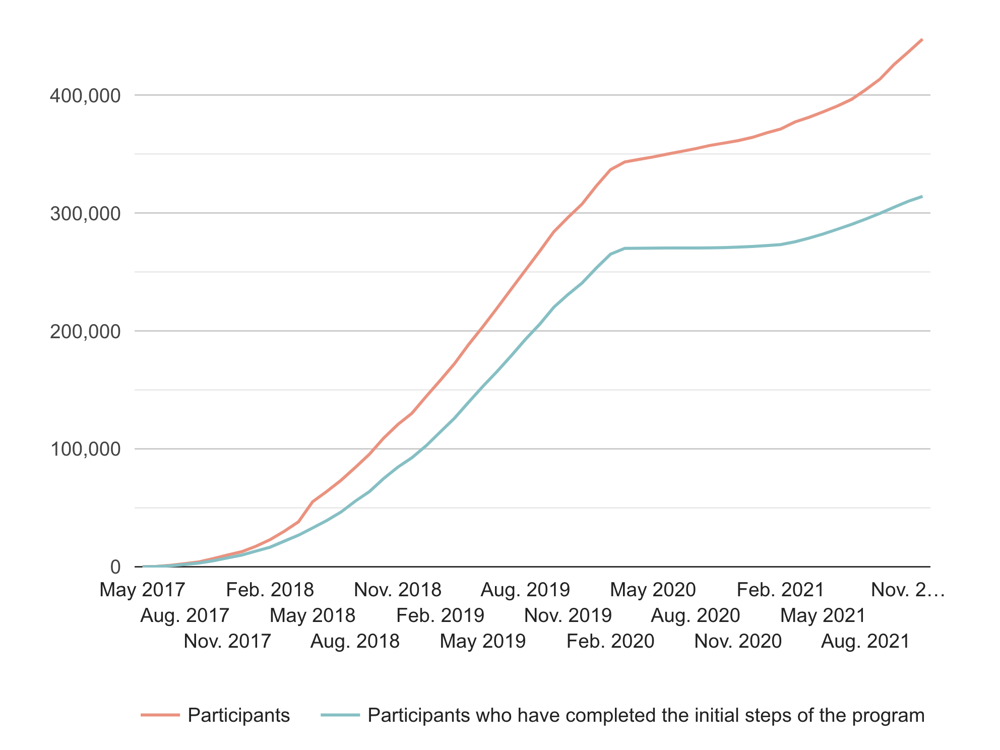 400,000
300,000
200,000
100,000
0
May 2017
Feb. 2018
Nov. 2018
Aug. 2019
May 2020
Feb. 2021
Nov. 2…
Aug. 2017
May 2018
Feb. 2019
Nov. 2019
Aug. 2020
May 2021
Nov. 2017
Aug. 2018
May 2019
Feb. 2020
Nov. 2020
Aug. 2021
Participants
Participants who have completed the initial steps of the program